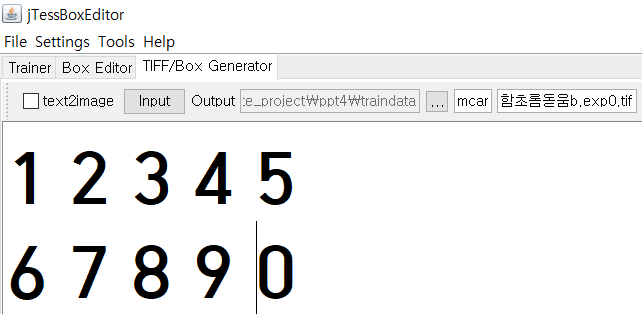 jTessBoxEditor
File Settings Tools Help
Trainer Box Editor TIFF/Box Generator
text2image Input Output :e_project₩ppt4₩traindata ... mcar 함초롬돋움b.exp0.tif
1 2 3 4 5
6 7 8 9 0